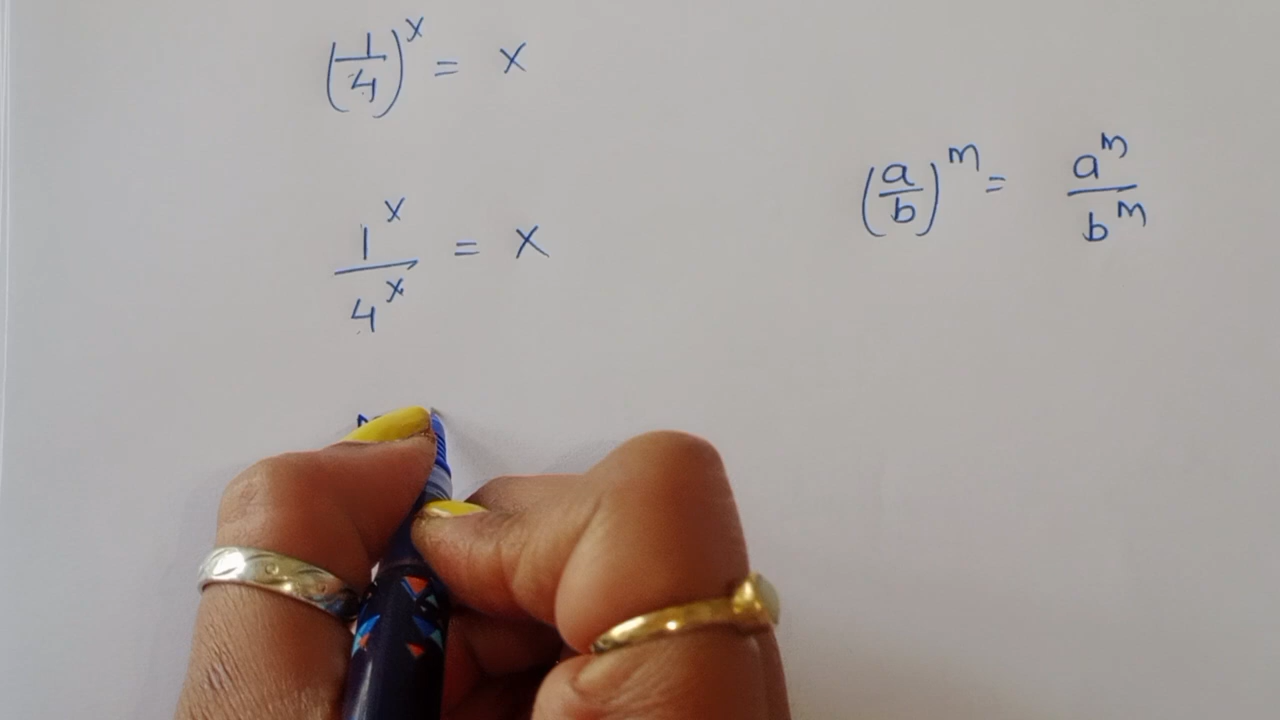 (1/4)^x = x
(a/b)^m = a^m/b^m
1^x/4^x = x